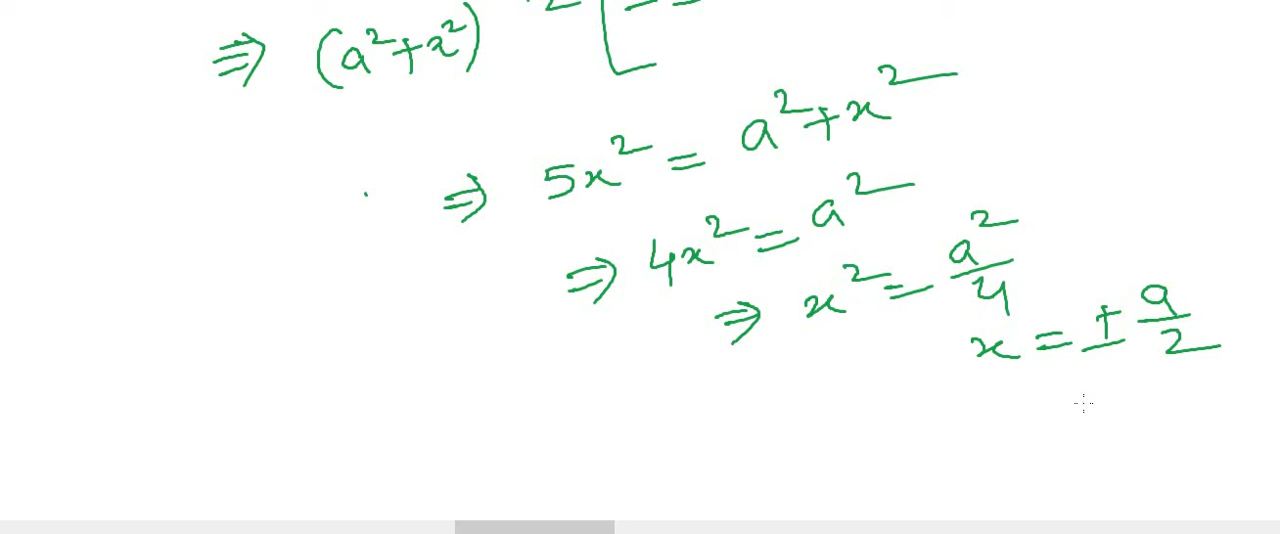 ⇒ (a²+x²)
⇒ 5x² = a²+x²
⇒ 4x² = a²
⇒ x² = a²/4
x = ± a/2